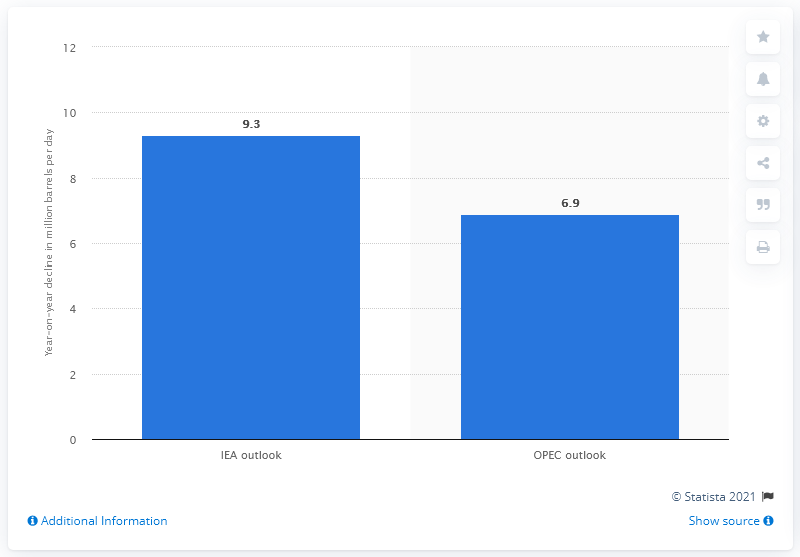 Year-on-year decline in million barrels per day
12
10
8
6
4
2
0
9.3
6.9
IEA outlook
OPEC outlook
© Statista 2021
Additional Information
Show source